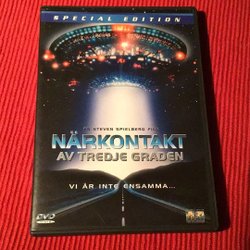 SPECIAL EDITION
EN STEVEN SPIELBERG FILM
NÄRKONTAKT
AV TREDJE GRADEN
VI ÄR INTE ENSAMMA...
DVD